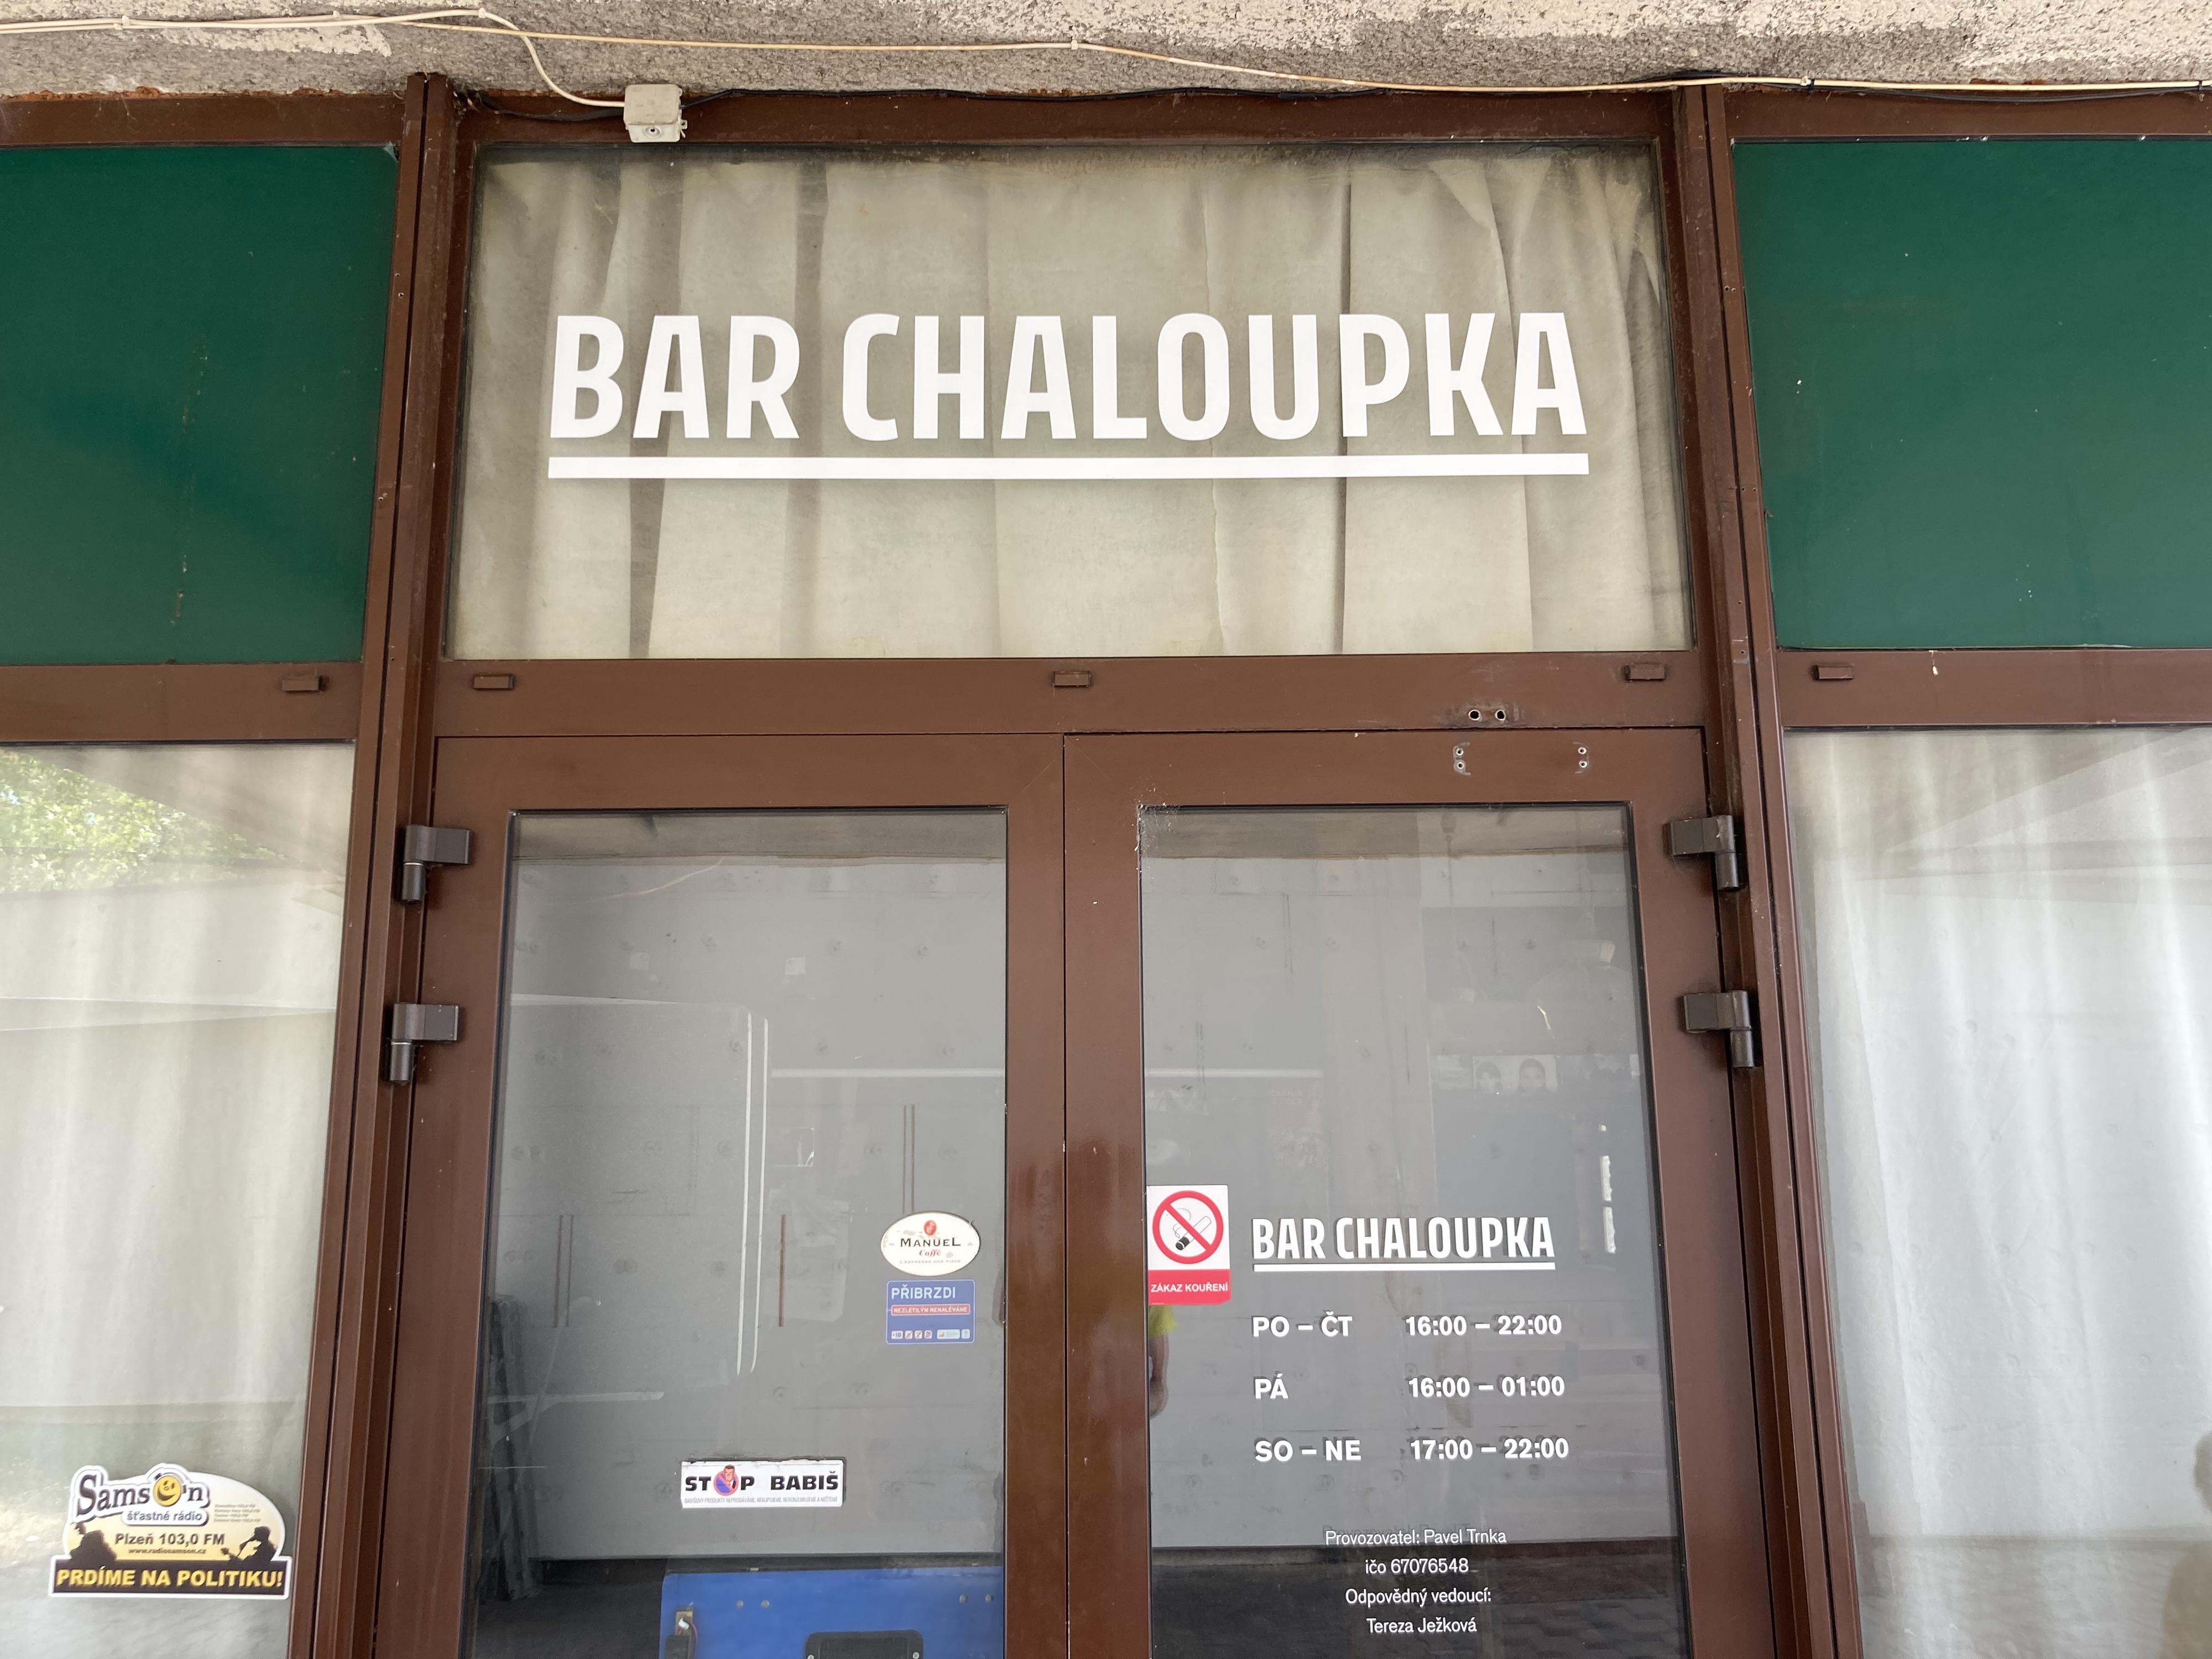 BAR CHALOUPKA
MANUEL
Caffè
PŘIBRZDI
NEZLETILÝM NENALÉVÁME
ZÁKAZ KOUŘENÍ
BAR CHALOUPKA
PO – ČT 16:00 – 22:00
PÁ 16:00 – 01:00
SO – NE 17:00 – 22:00
STOP BABIŠ
Samson
šťastné rádio
Plzeň 103,0 FM
www.radiosamson.cz
PRDÍME NA POLITIKU!
Provozovatel: Pavel Trnka
ičo 67076548
Odpovědný vedoucí:
Tereza Ježková